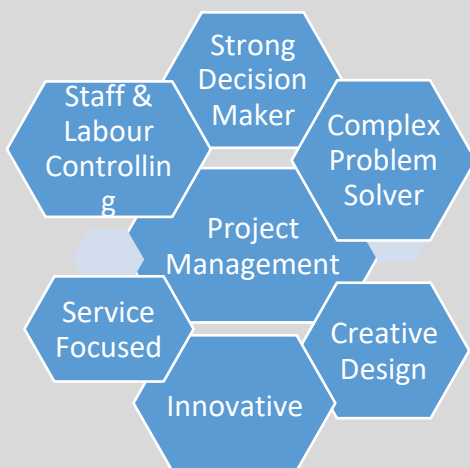 Strong
Decision
Maker
Staff &
Labour
Controllin
g
Complex
Problem
Solver
Project
Management
Service
Focused
Creative
Design
Innovative